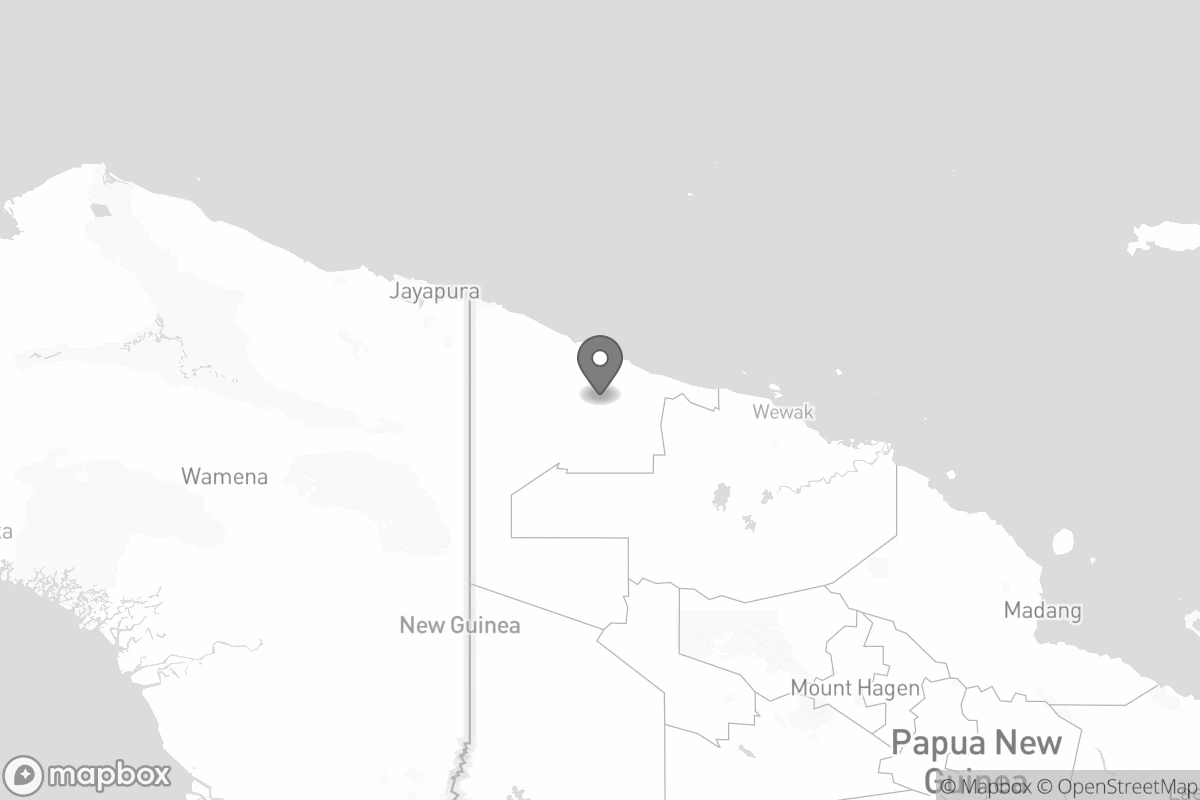 Jayapura
Wewak
Wamena
ka
New Guinea
Madang
Mount Hagen
Papua New
Guinea
mapbox
© Mapbox © OpenStreetMap